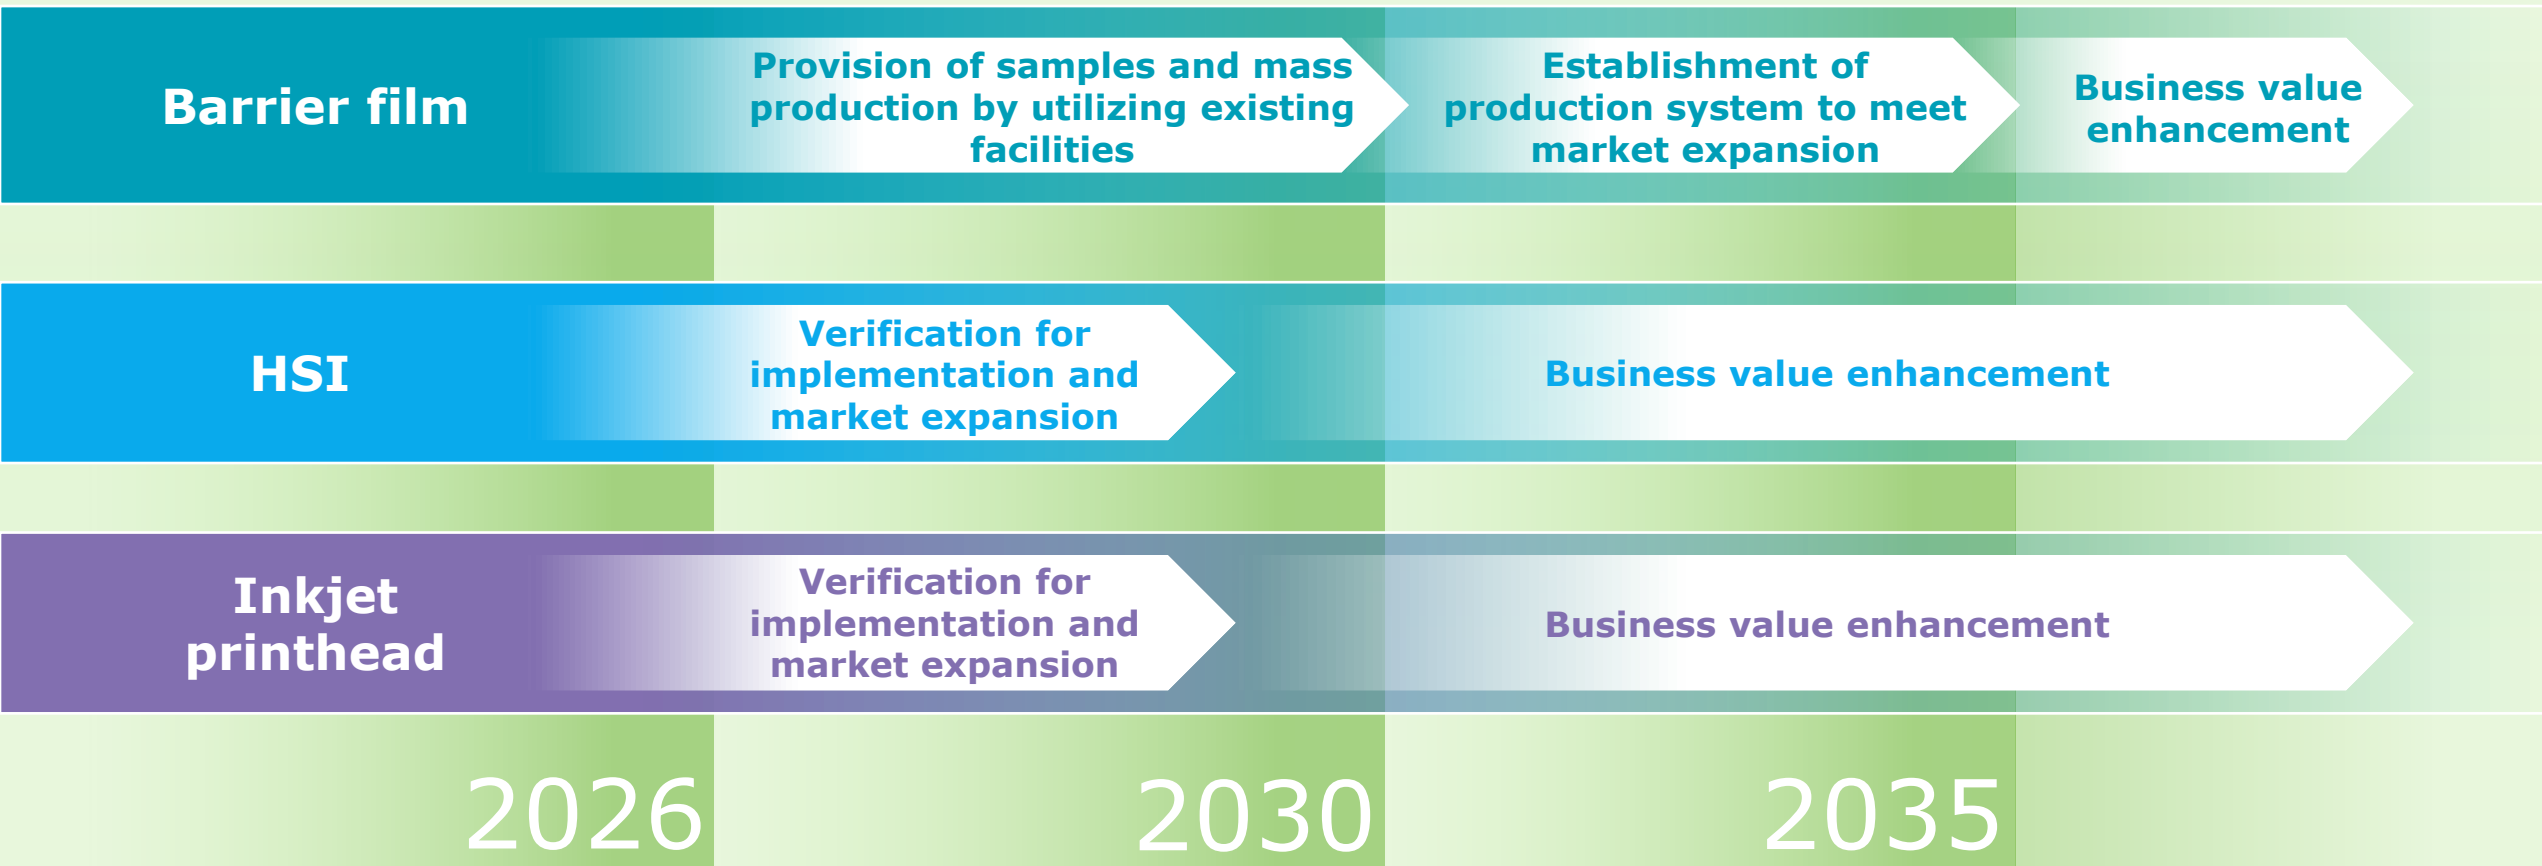 Barrier film
Provision of samples and mass
production by utilizing existing
facilities
Establishment of
production system to meet
market expansion
Business value
enhancement
HSI
Verification for
implementation and
market expansion
Business value enhancement
Inkjet
printhead
Verification for
implementation and
market expansion
Business value enhancement
2026
2030
2035